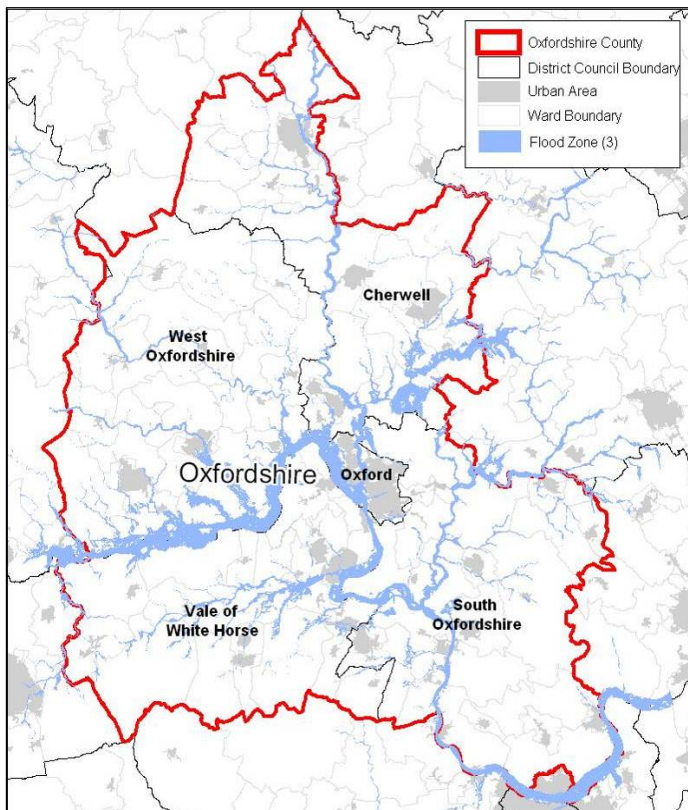 Oxfordshire County
District Council Boundary
Urban Area
Ward Boundary
Flood Zone (3)
Cherwell
West
Oxfordshire
Oxfordshire
Oxford
Vale of
White Horse
South
Oxfordshire